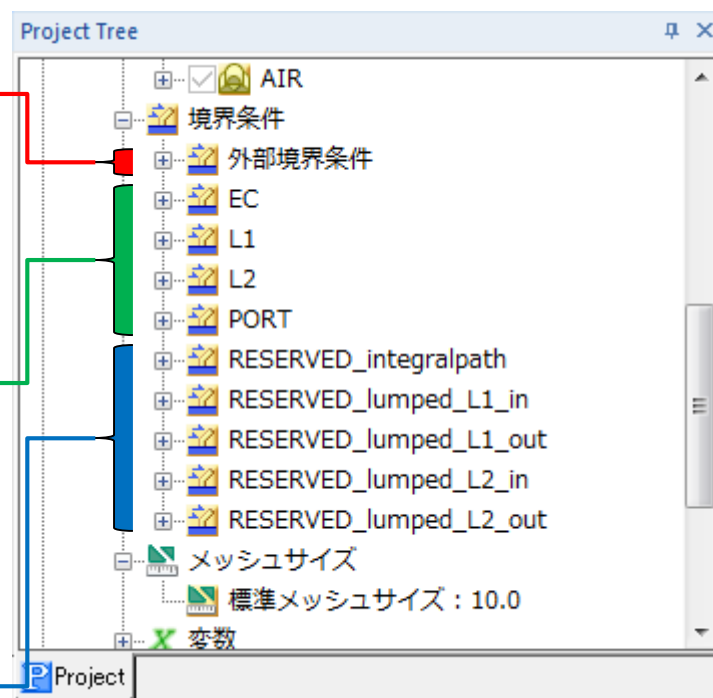 Project Tree
AIR
境界条件
外部境界条件
EC
L1
L2
PORT
RESERVED_integralpath
RESERVED_lumped_L1_in
RESERVED_lumped_L1_out
RESERVED_lumped_L2_in
RESERVED_lumped_L2_out
メッシュサイズ
標準メッシュサイズ : 10.0
X 変数
P Project